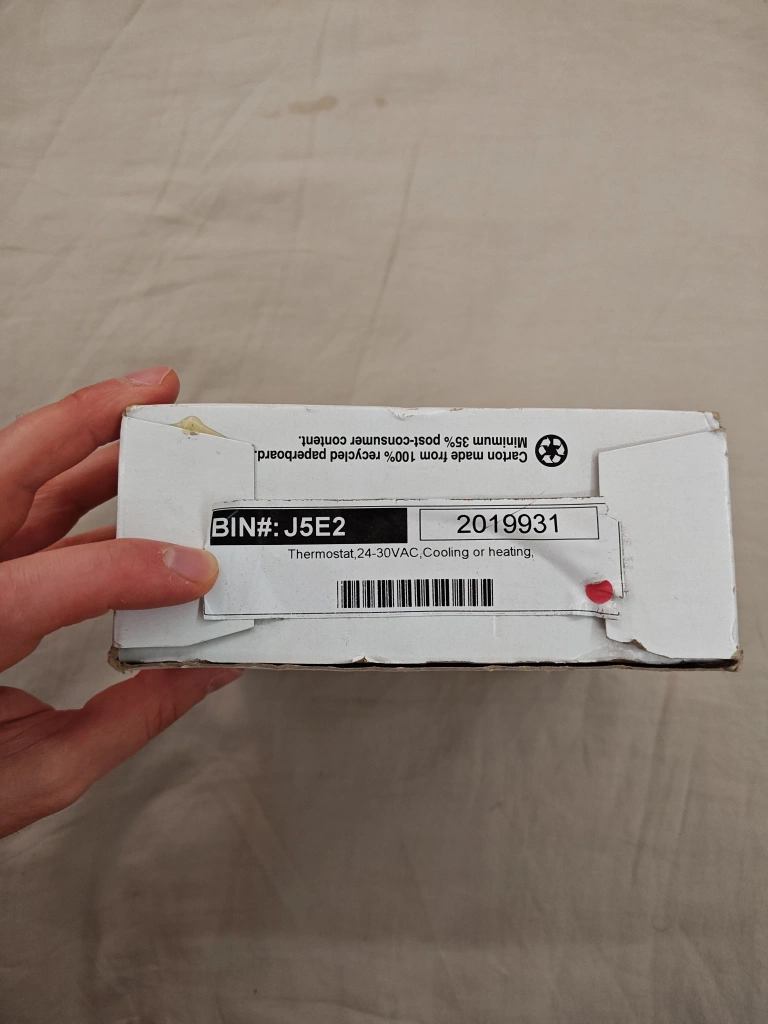 Carton made from 100% recycled paperboard.
Minimum 35% post-consumer content.
BIN#: J5E2
2019931
Thermostat,24-30VAC,Cooling or heating,